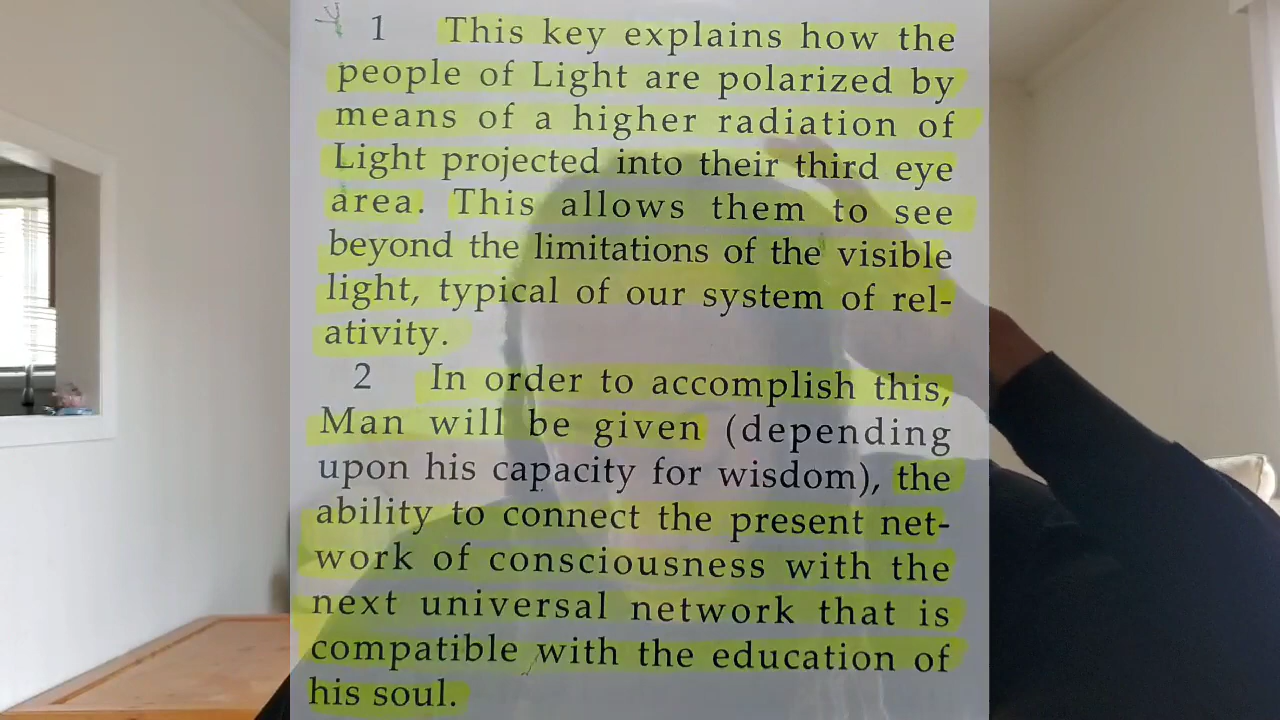 1 This key explains how the
people of Light are polarized by
means of a higher radiation of
Light projected into their third eye
area. This allows them to see
beyond the limitations of the visible
light, typical of our system of rel-
ativity.
2 In order to accomplish this,
Man will be given (depending
upon his capacity for wisdom), the
ability to connect the present net-
work of consciousness with the
next universal network that is
compatible with the education of
his soul.